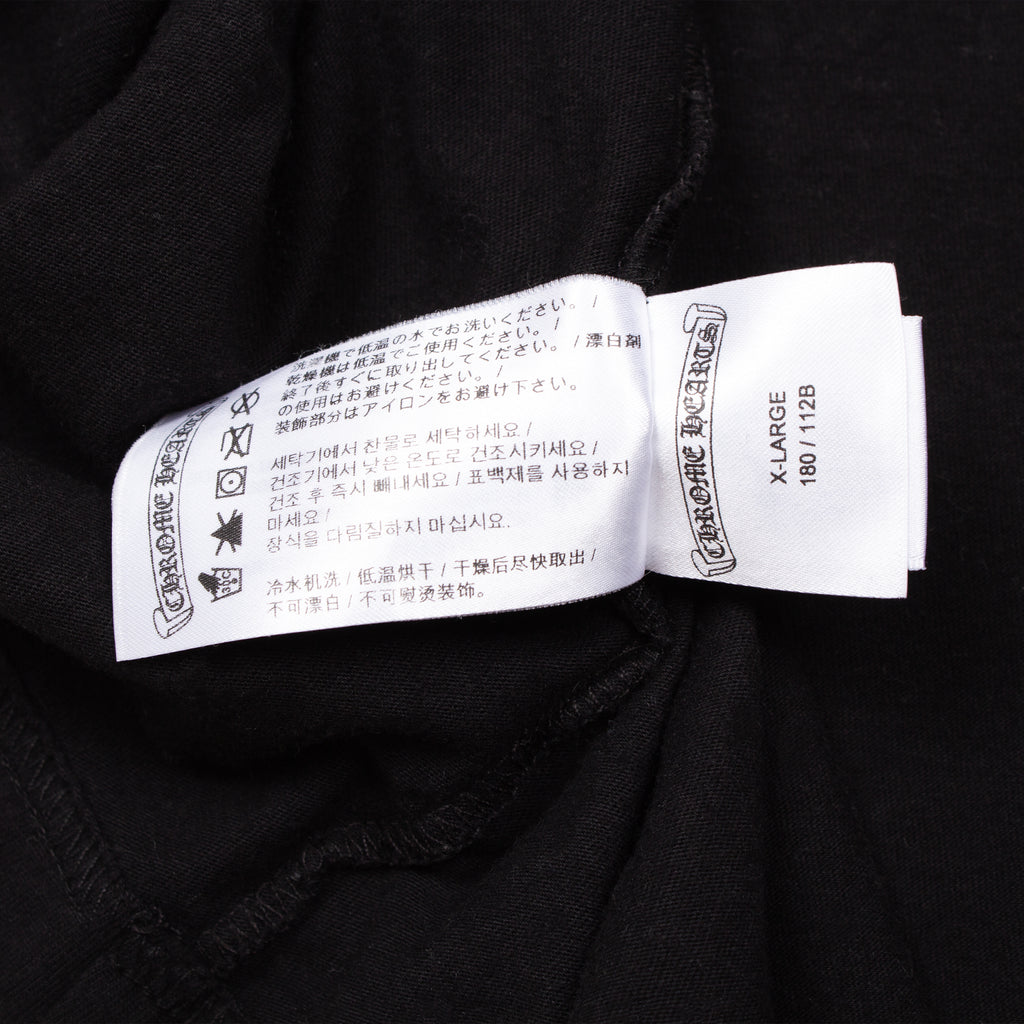 CHROME HEARTS
洗濯機で低温の水でお洗いください。 /
乾燥機は低温でご使用ください。 /
終了後すぐに取り出してください。 / 漂白剤
の使用はお避けください。 /
装飾部分はアイロンをお避け下さい。
세탁기에서 찬물로 세탁하세요 /
건조기에서 낮은 온도로 건조시키세요 /
건조 후 즉시 빼내세요 / 표백제를 사용하지
마세요 /
장식을 다림질하지 마십시요.
冷水机洗 / 低温烘干 / 干燥后尽快取出 /
不可漂白 / 不可熨烫装饰。
CHROME HEARTS
X-LARGE
180 / 112B